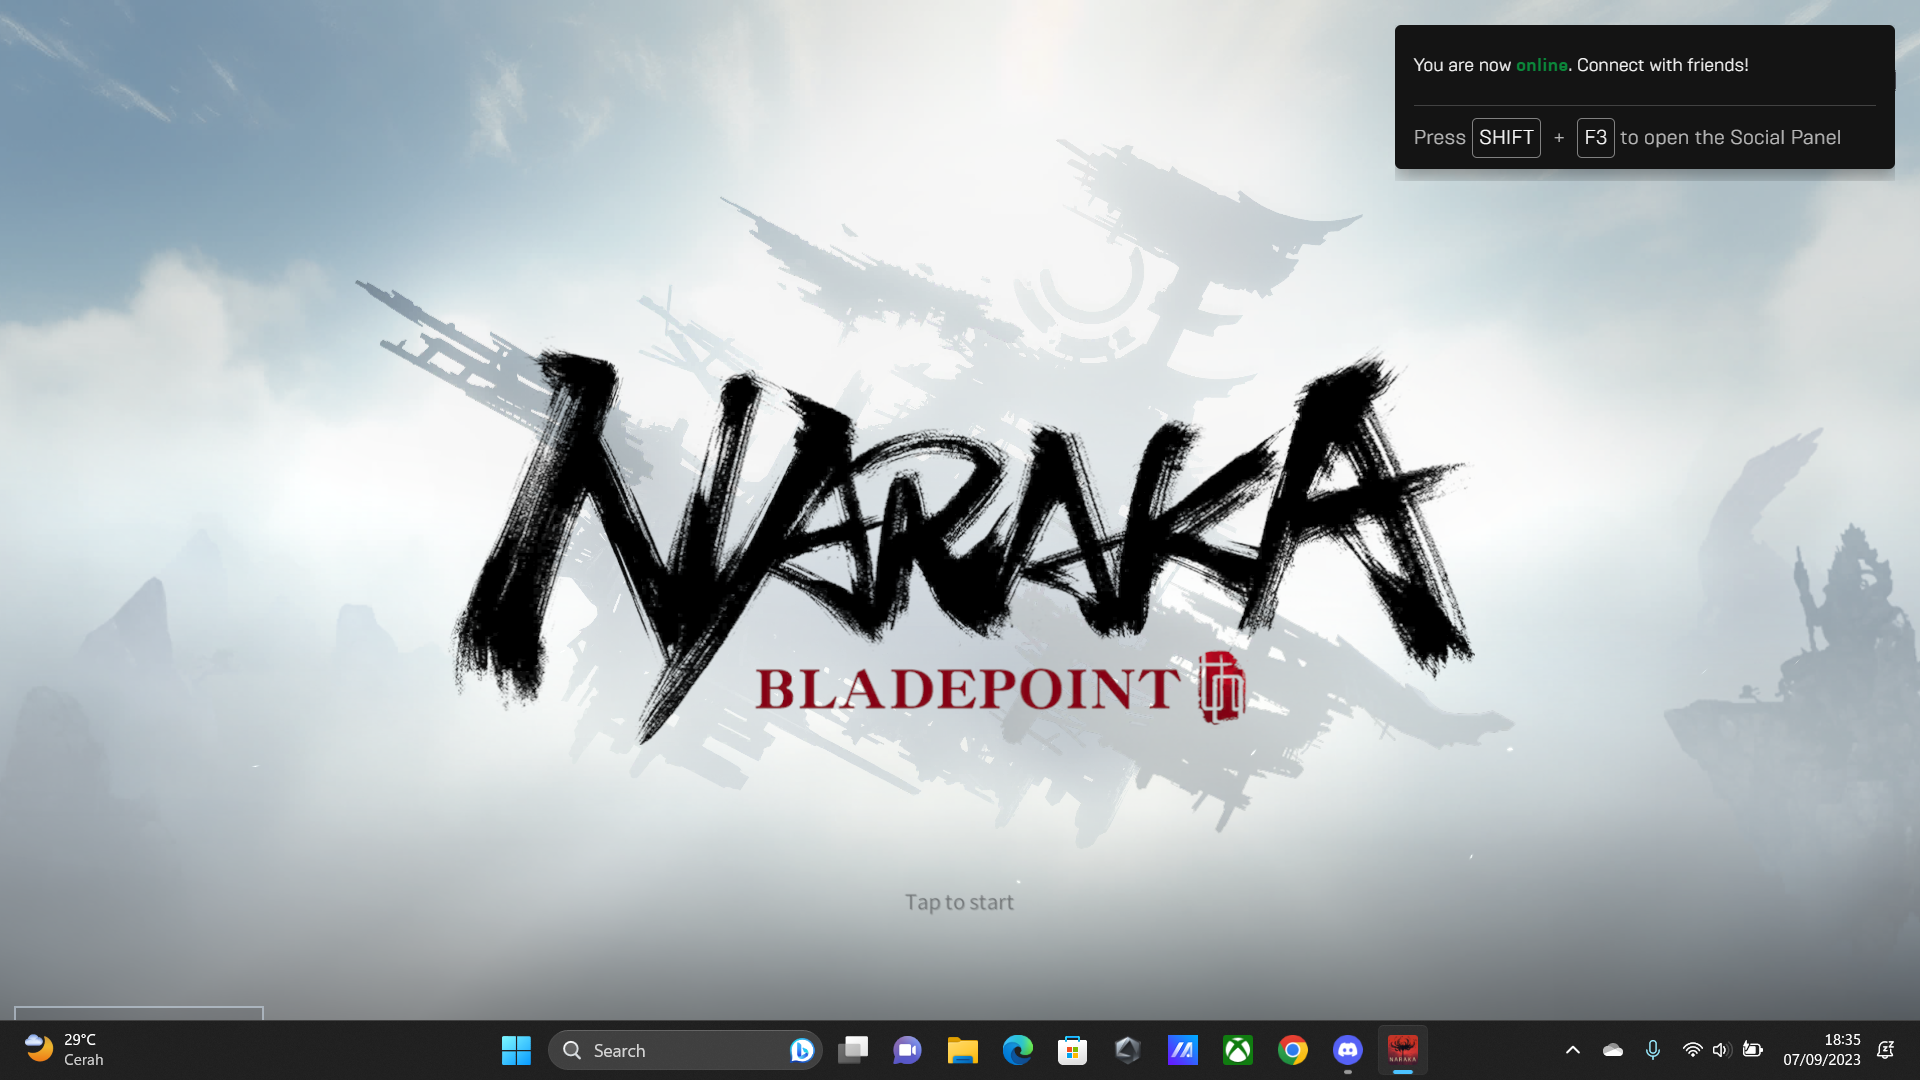 You are now online. Connect with friends!
Press SHIFT + F3 to open the Social Panel
NARAKA
BLADEPOINT
Tap to start
29°C
Cerah
Search
NARAKA
18:35
07/09/2023